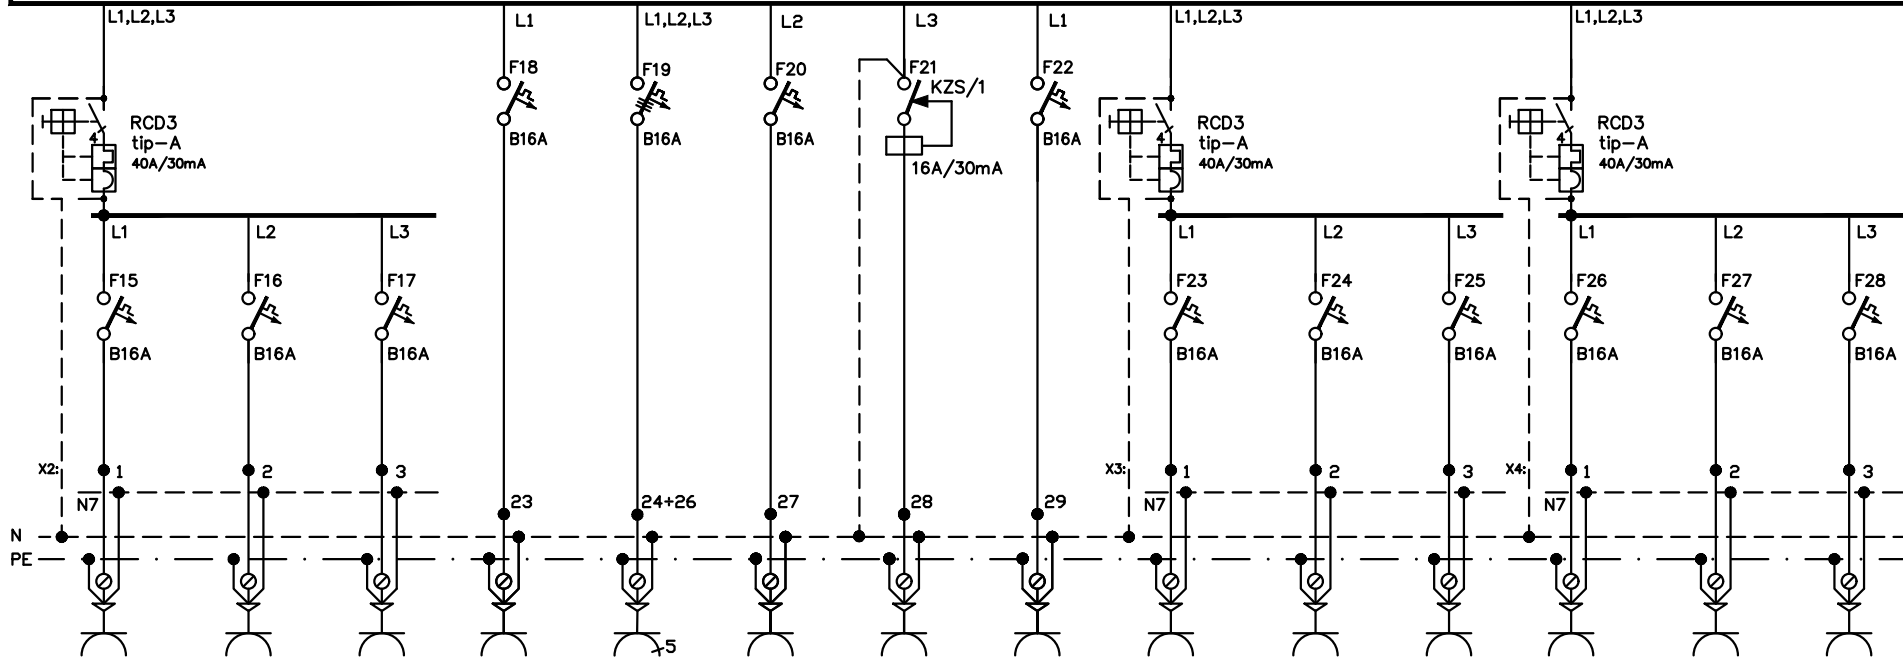 L1,L2,L3 L1 L1,L2,L3 L2 L3 L1 L1,L2,L3 L1,L2,L3
F18 F19 F20 F21 F22
KZS/1
RCD3 RCD3 RCD3
4 tip-A B16A B16A B16A B16A 4 tip-A 4 tip-A
40A/30mA 16A/30mA 40A/30mA 40A/30mA
L1 L2 L3 L1 L2 L3 L1 L2 L3
F15 F16 F17 F23 F24 F25 F26 F27 F28
B16A B16A B16A B16A B16A B16A B16A B16A B16A
X2: 1 2 3 X3: 1 2 3 X4: 1 2 3
N7 23 24+26 27 28 29 N7 N7
N
PE
5